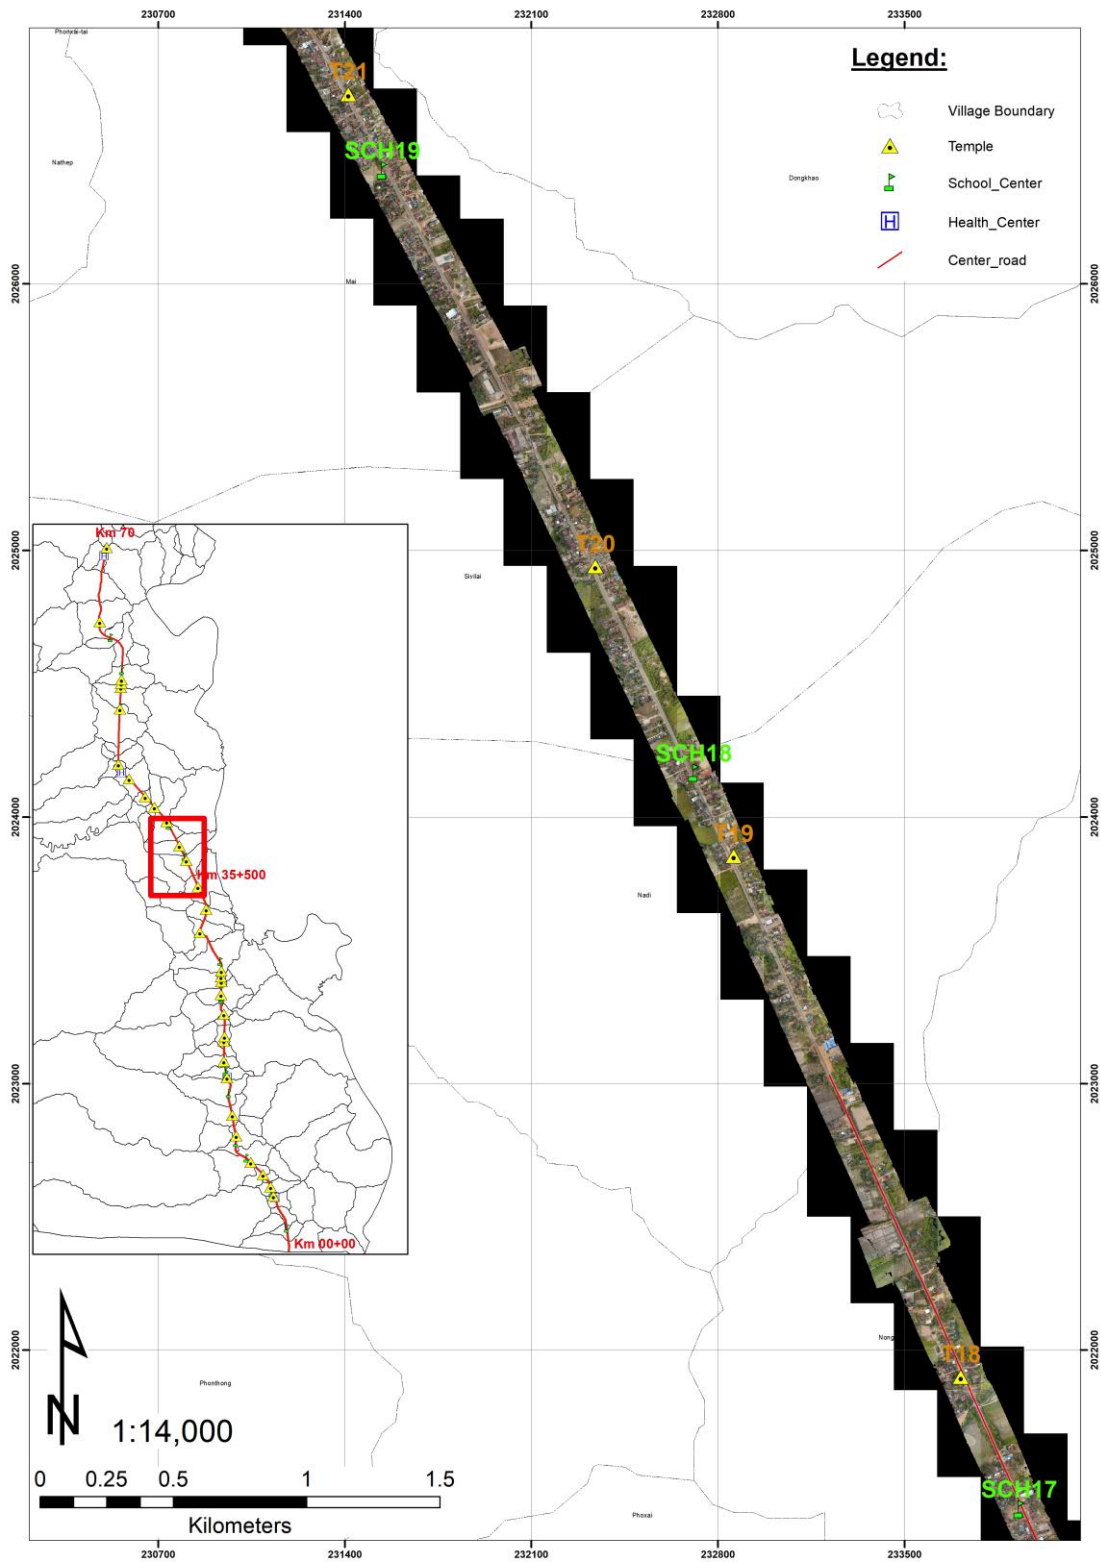 230700 231400 232100 232800 233500
Phonxai-tai
Legend:
T21
Village Boundary
Temple
SCH19
Nathep
Dongkhao
School_Center
Health_Center
Center_road
2026000 2026000
Mai
Km 70
2025000 2025000
T20
Sivilai
SCH18
2024000 2024000
T19
Km 35+500
Nadi
2023000 2023000
Km 00+00
2022000 2022000
Nong
T18
Phonthong
N
1:14,000
0 0.25 0.5 1 1.5
Kilometers
SCH17
Phoxai
230700 231400 232100 232800 233500